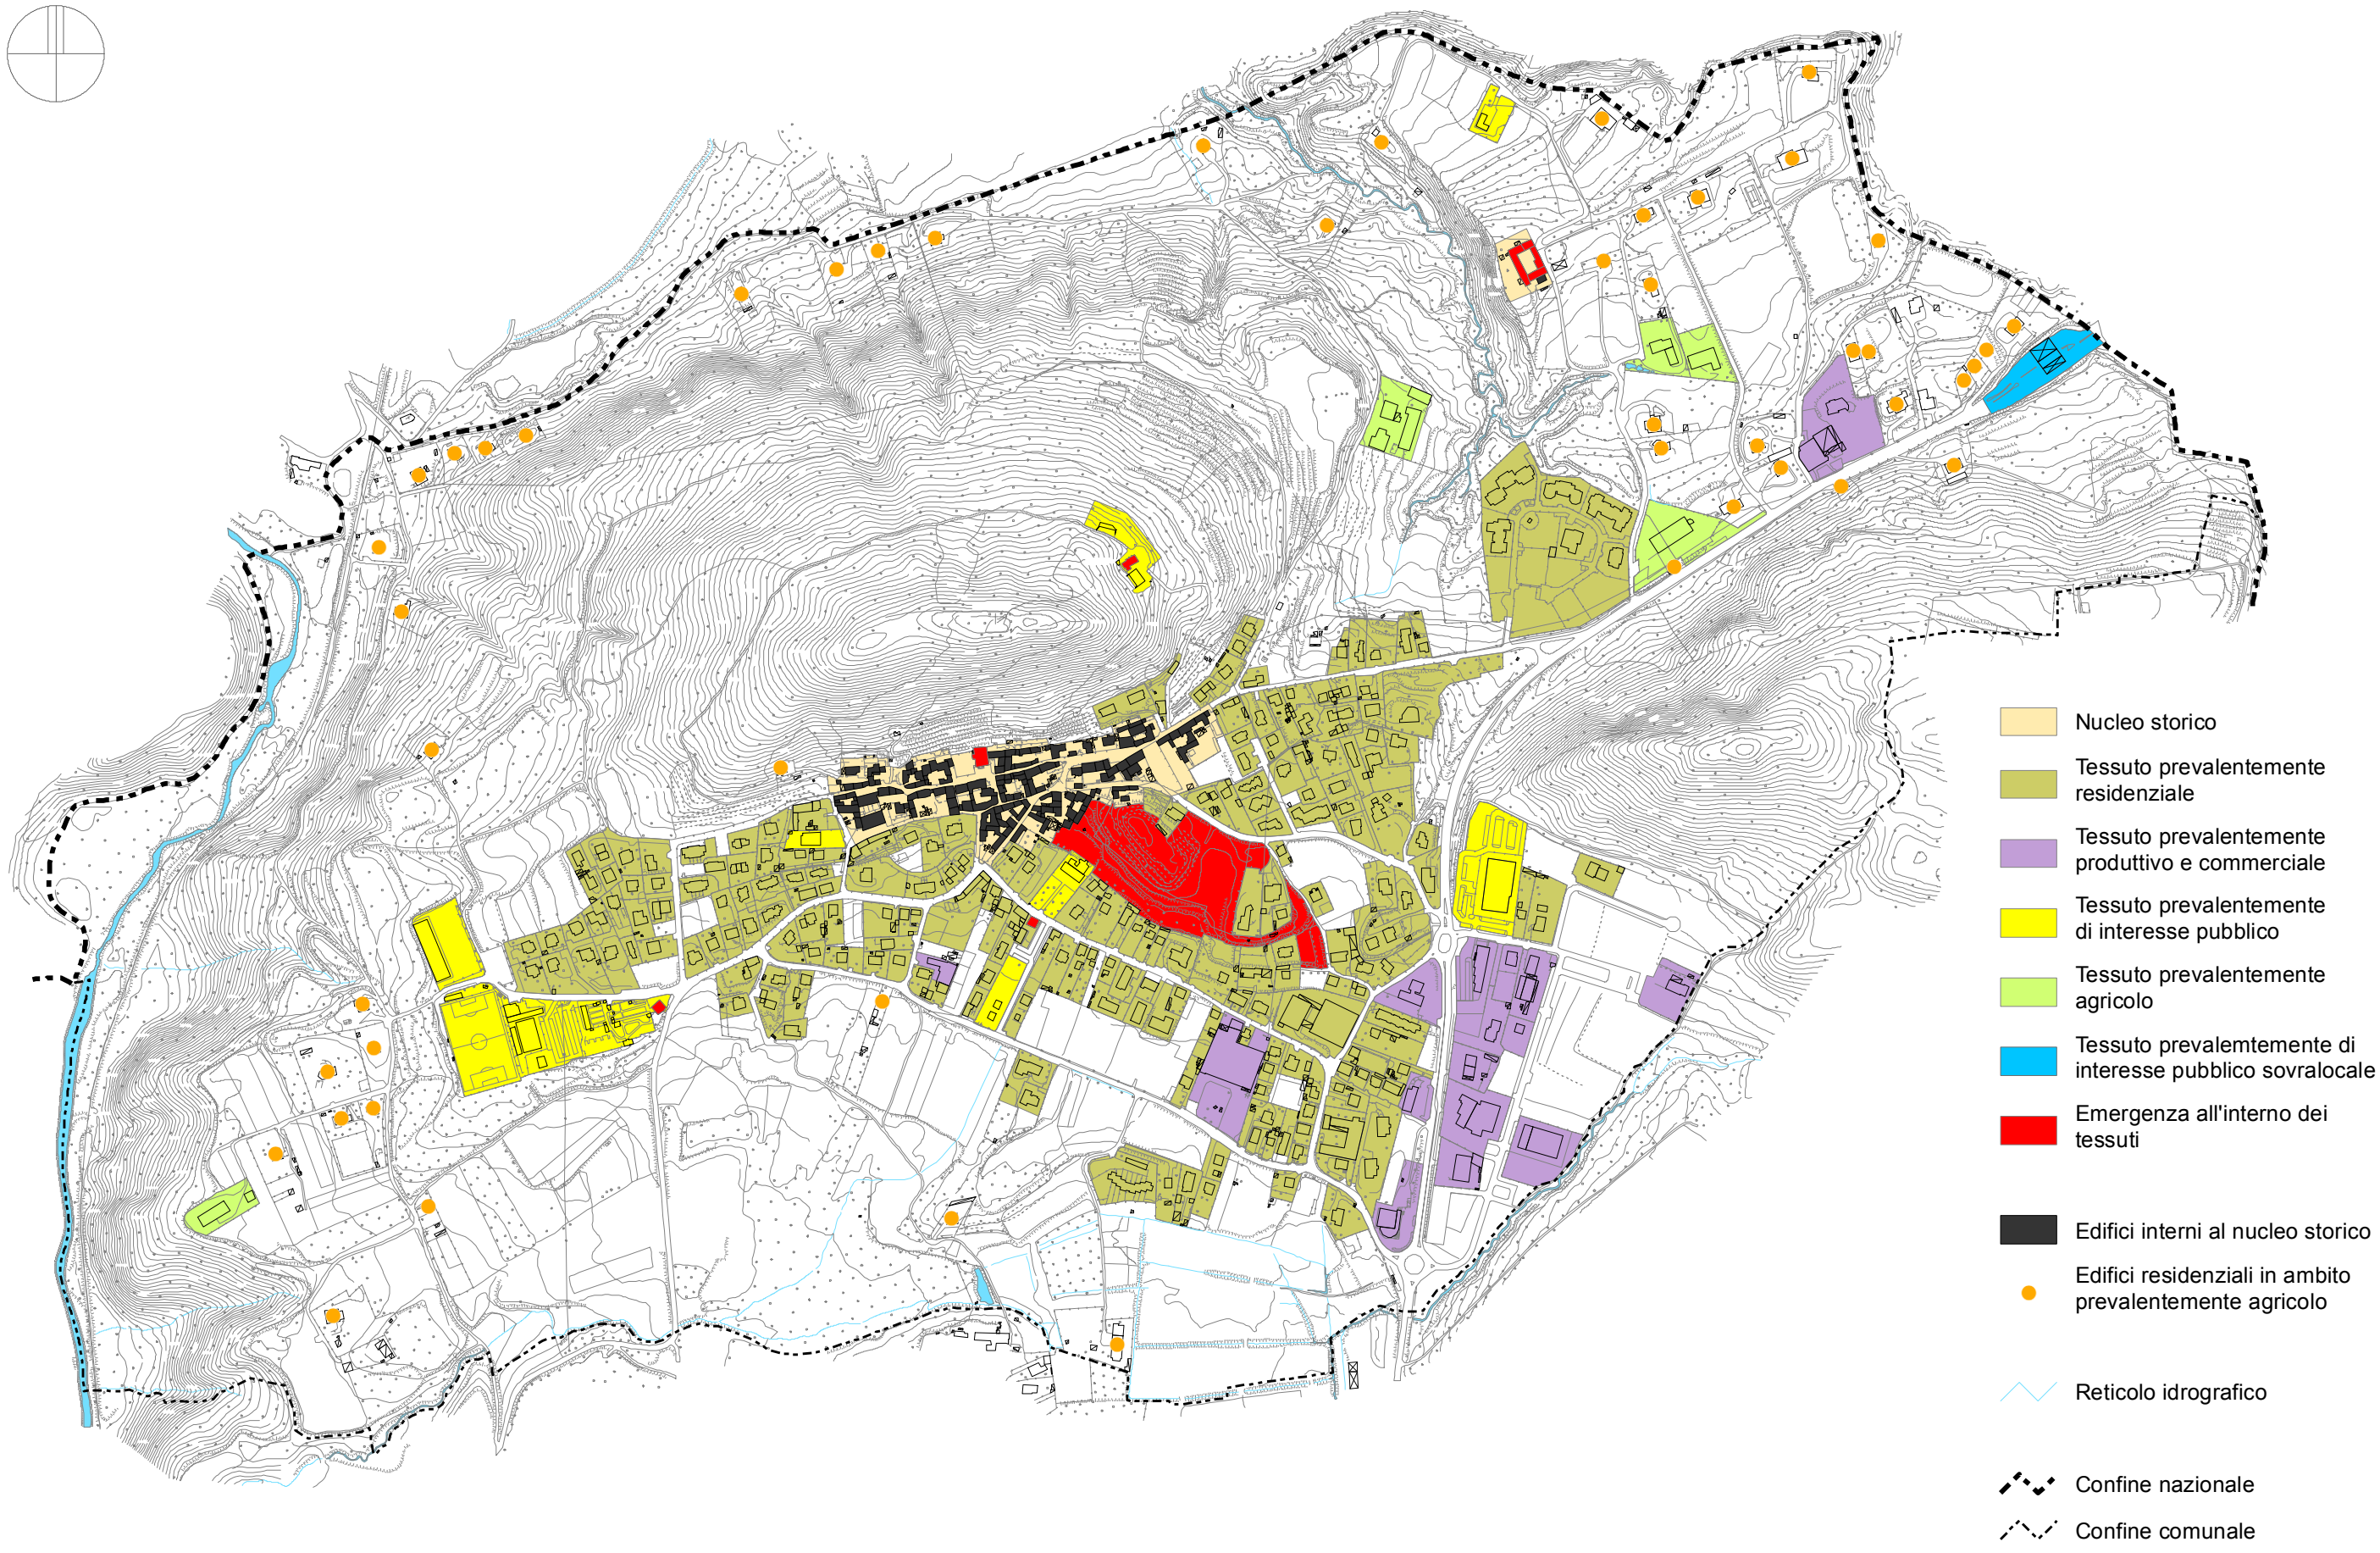 Nucleo storico
Tessuto prevalentemente
residenziale
Tessuto prevalentemente
produttivo e commerciale
Tessuto prevalentemente
di interesse pubblico
Tessuto prevalentemente
agricolo
Tessuto prevalemtemente di
interesse pubblico sovralocale
Emergenza all'interno dei
tessuti
Edifici interni al nucleo storico
Edifici residenziali in ambito
prevalentemente agricolo
Reticolo idrografico
Confine nazionale
Confine comunale